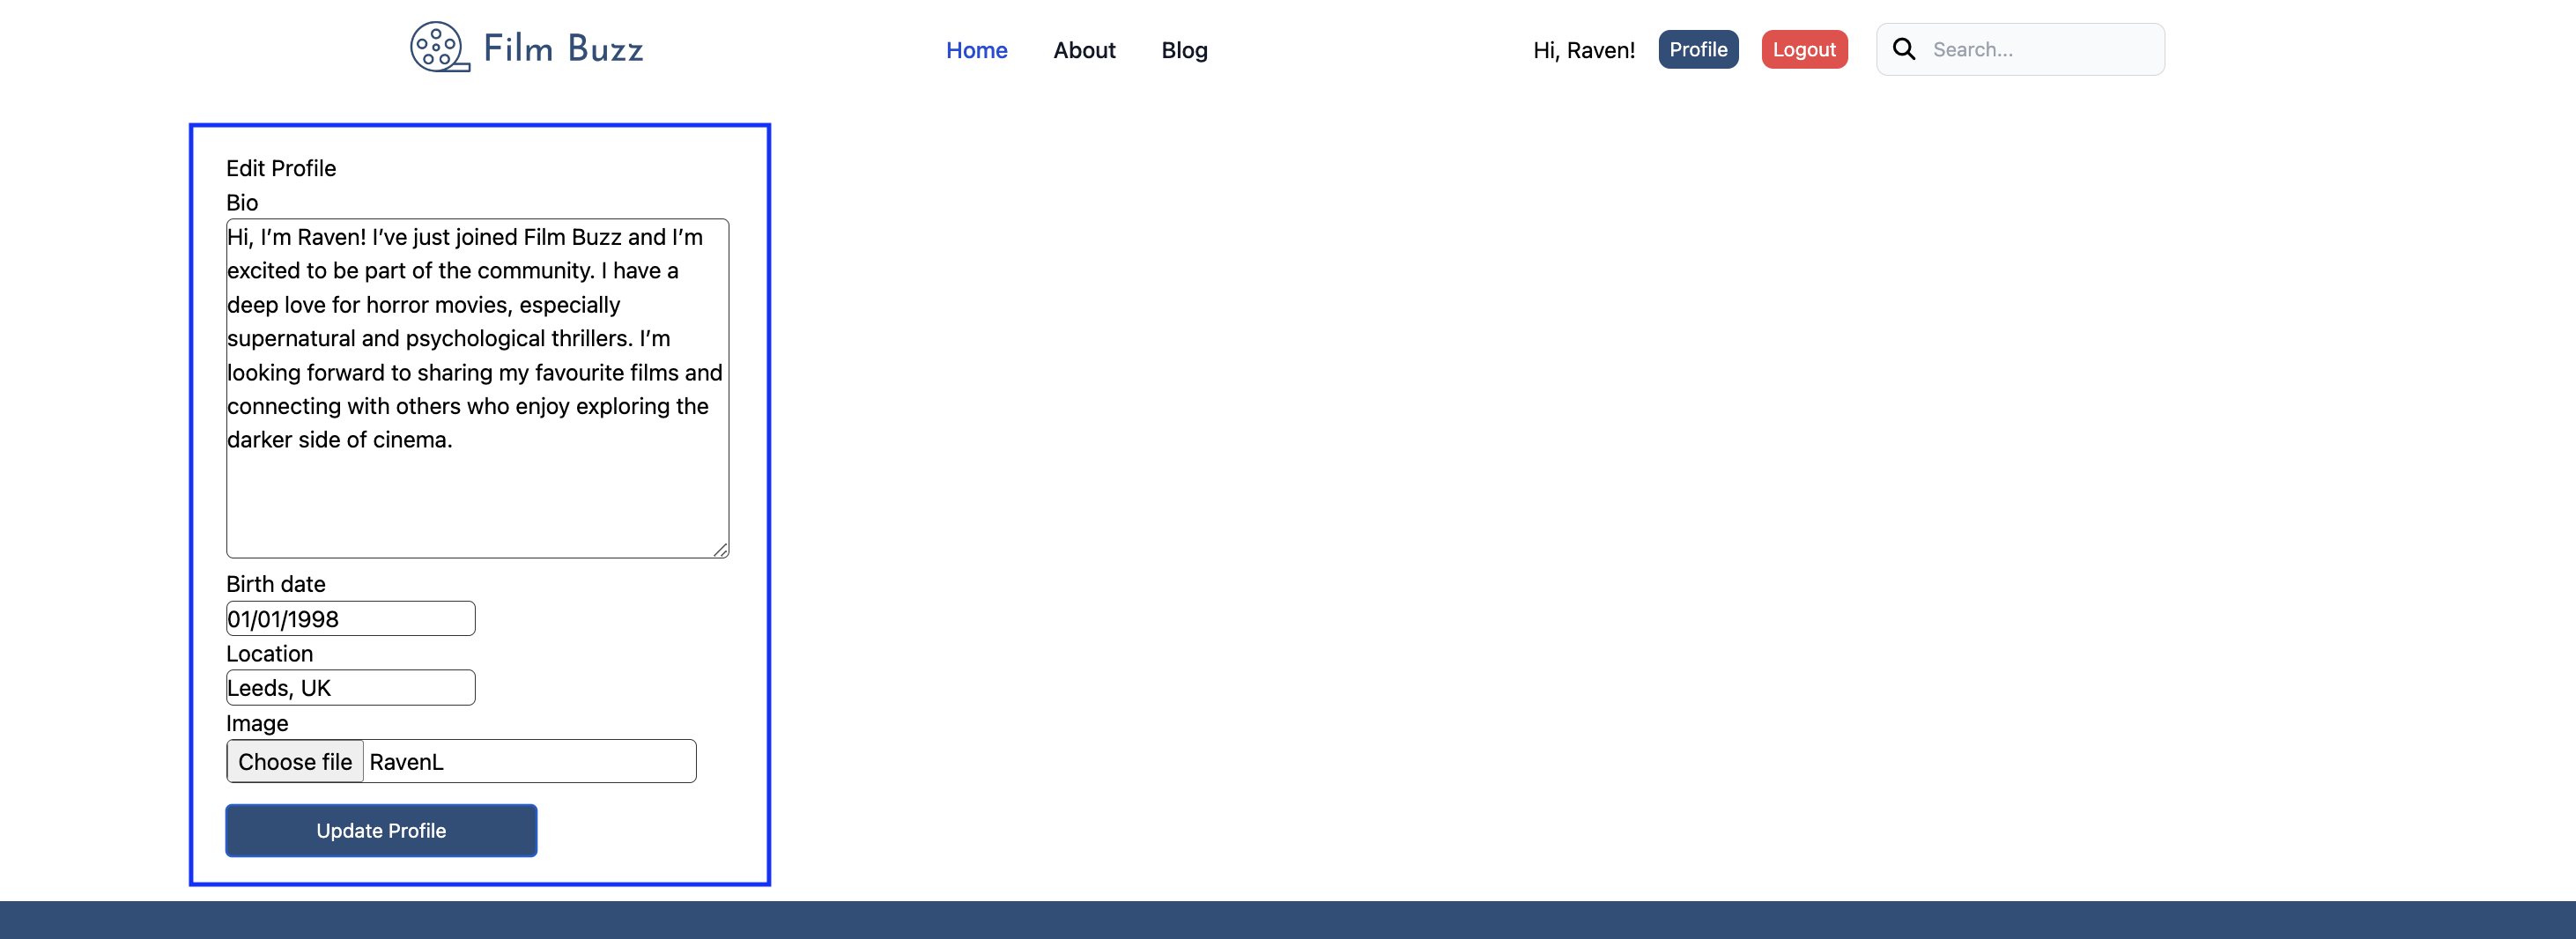 Film Buzz
Home
About
Blog
Hi, Raven!
Profile
Logout
Search...
Edit Profile
Bio
Hi, I’m Raven! I’ve just joined Film Buzz and I’m
excited to be part of the community. I have a
deep love for horror movies, especially
supernatural and psychological thrillers. I’m
looking forward to sharing my favourite films and
connecting with others who enjoy exploring the
darker side of cinema.
Birth date
01/01/1998
Location
Leeds, UK
Image
Choose file RavenL
Update Profile